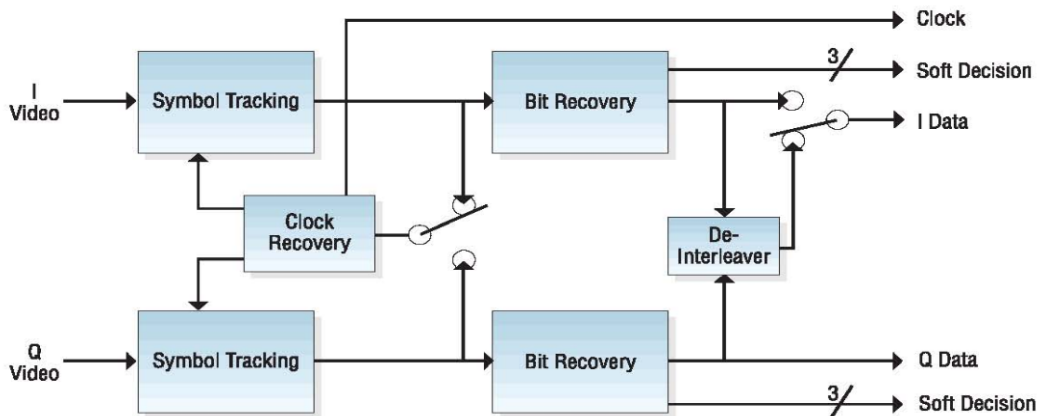 Clock
3
Soft Decision
I
Video
Symbol Tracking
Bit Recovery
I Data
Clock
Recovery
De-
Interleaver
Q
Video
Symbol Tracking
Bit Recovery
Q Data
3
Soft Decision